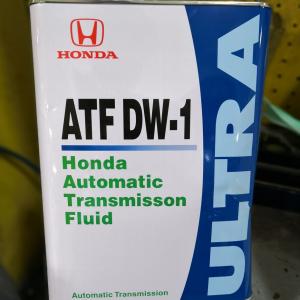 HONDA
ATF DW-1
Honda
Automatic
Transmisson
Fluid
ULTRA
Automatic Transmission